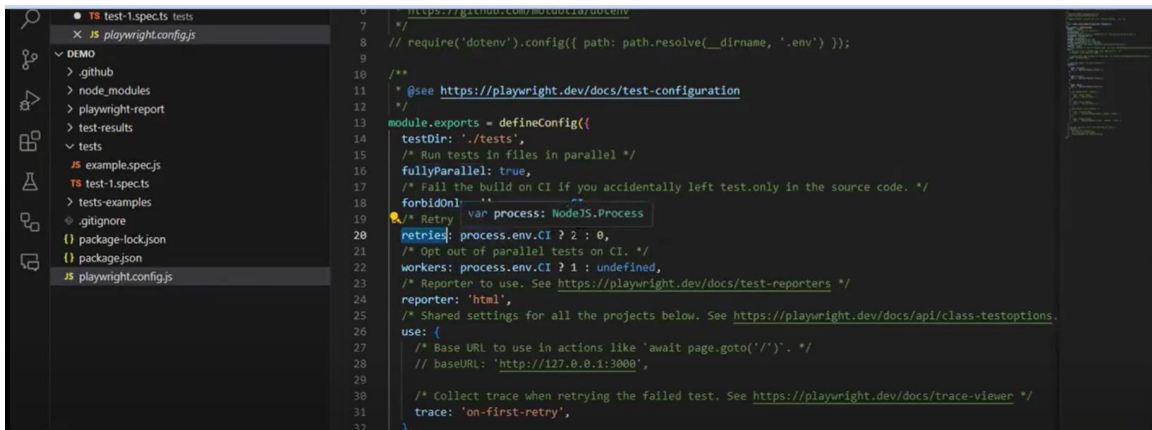 TS test-1.spec.ts tests
JS playwright.config.js
DEMO
.github
node_modules
playwright-report
test-results
tests
JS example.spec.js
TS test-1.spec.ts
tests-examples
.gitignore
{} package-lock.json
{} package.json
JS playwright.config.js
6 * https://github.com/motdotla/dotenv
7 */
8 // require('dotenv').config({ path: path.resolve(__dirname, '.env') });
9
10 /**
11 * @see https://playwright.dev/docs/test-configuration
12 */
13 module.exports = defineConfig({
14 testDir: './tests',
15 /* Run tests in files in parallel */
16 fullyParallel: true,
17 /* Fail the build on CI if you accidentally left test.only in the source code. */
18 forbidOnl
var process: NodeJS.Process
19 /* Retry
20 retries: process.env.CI ? 2 : 0,
21 /* Opt out of parallel tests on CI. */
22 workers: process.env.CI ? 1 : undefined,
23 /* Reporter to use. See https://playwright.dev/docs/test-reporters */
24 reporter: 'html',
25 /* Shared settings for all the projects below. See https://playwright.dev/docs/api/class-testoptions.
26 use: {
27 /* Base URL to use in actions like `await page.goto('/')`. */
28 // baseURL: 'http://127.0.0.1:3000',
29
30 /* Collect trace when retrying the failed test. See https://playwright.dev/docs/trace-viewer */
31 trace: 'on-first-retry',
32 }